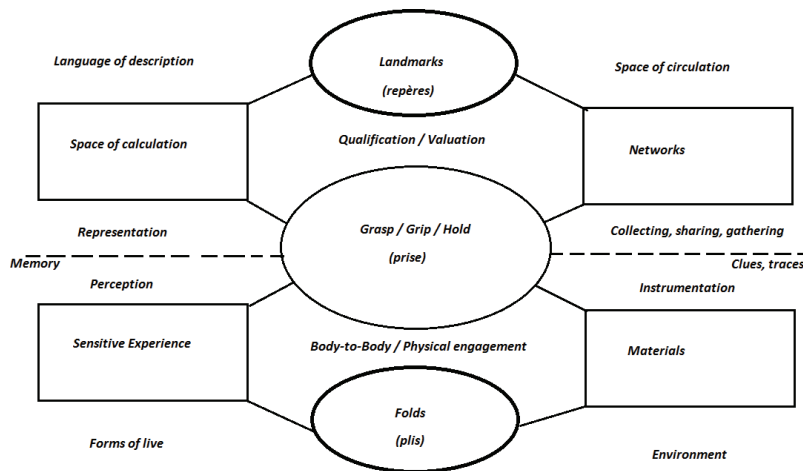 Landmarks
(repères)
Language of description
Space of circulation
Space of calculation
Qualification / Valuation
Networks
Grasp / Grip / Hold
(prise)
Representation
Collecting, sharing, gathering
Memory
Clues, traces
Perception
Instrumentation
Sensitive Experience
Body-to-Body / Physical engagement
Materials
Folds
(plis)
Forms of live
Environment